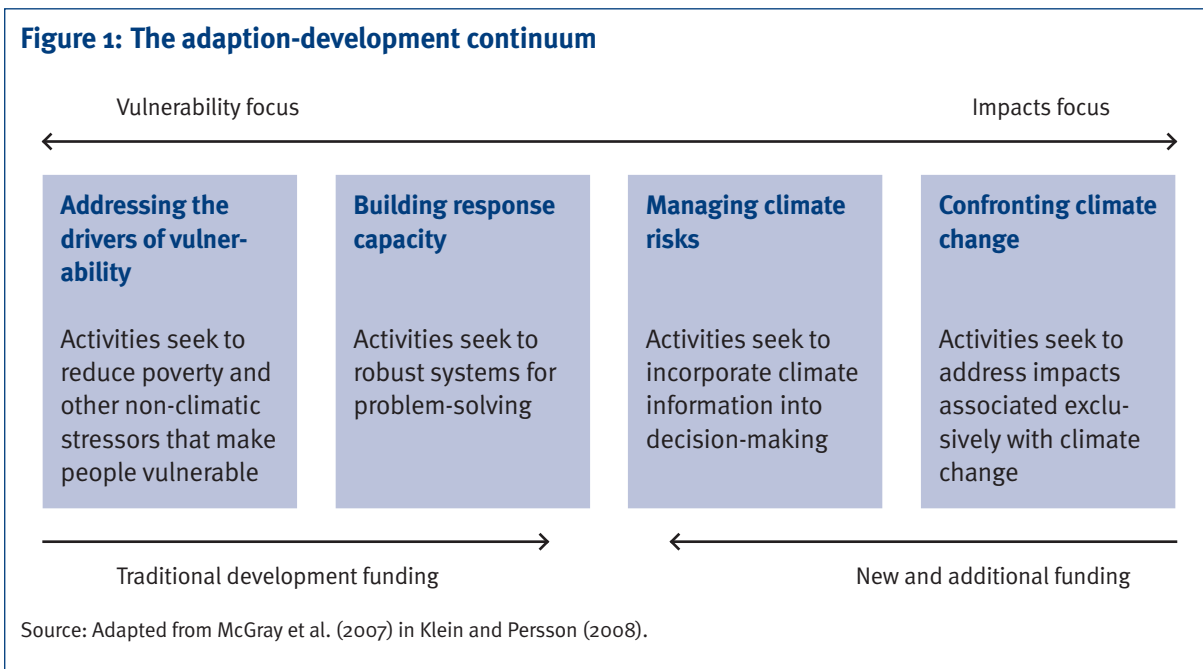 Figure 1: The adaption-development continuum
Vulnerability focus
Impacts focus
Addressing the
drivers of vulner-
ability
Activities seek to
reduce poverty and
other non-climatic
stressors that make
people vulnerable
Building response
capacity
Activities seek to
robust systems for
problem-solving
Managing climate
risks
Activities seek to
incorporate climate
information into
decision-making
Confronting climate
change
Activities seek to
address impacts
associated exclu-
sively with climate
change
Traditional development funding
New and additional funding
Source: Adapted from McGray et al. (2007) in Klein and Persson (2008).